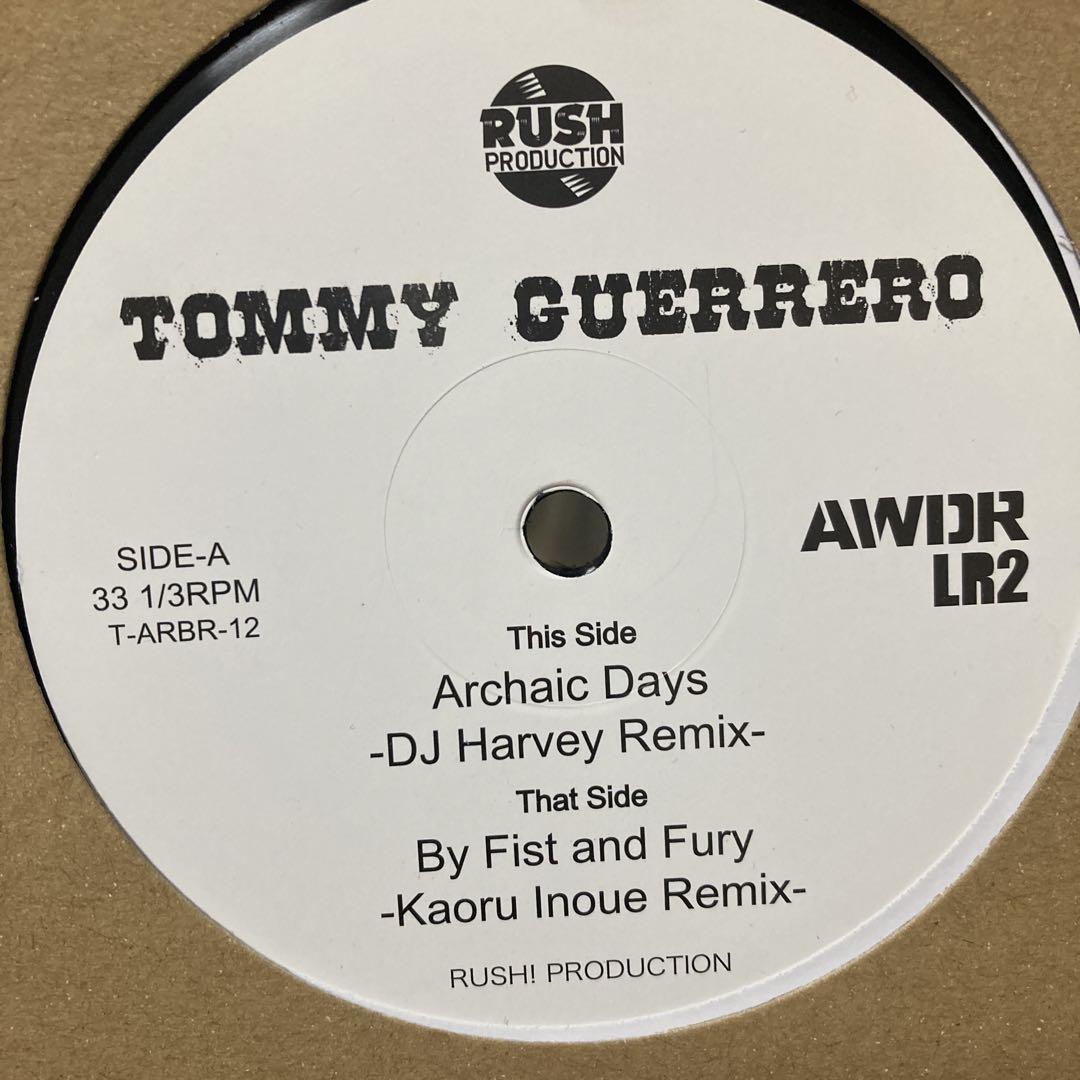 RUSH
PRODUCTION
TOMMY GUERRERO
AWDR
LR2
SIDE-A
33 1/3RPM
T-ARBR-12
This Side
Archaic Days
-DJ Harvey Remix-
That Side
By Fist and Fury
-Kaoru Inoue Remix-
RUSH! PRODUCTION